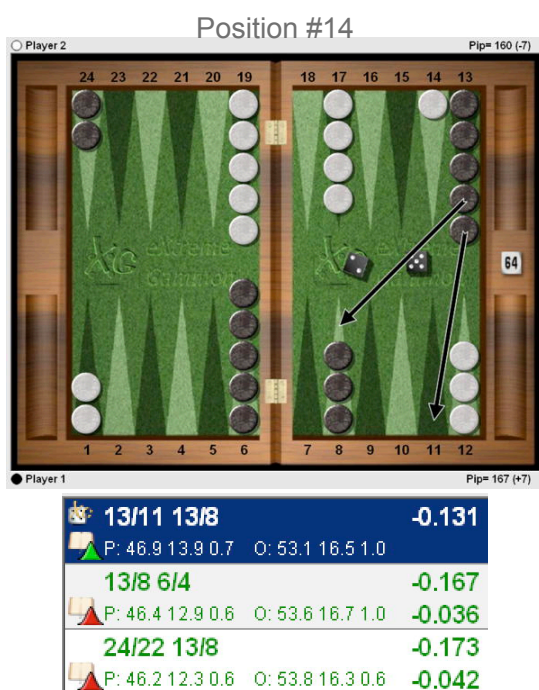 Position #14
Player 2 Pip= 160 (-7)
24 23 22 21 20 19 18 17 16 15 14 13
XG eXtreme Gammon eXtreme Gammon
64
1 2 3 4 5 6 7 8 9 10 11 12
Player 1 Pip= 167 (+7)
13/11 13/8 -0.131
P: 46.9 13.9 0.7 O: 53.1 16.5 1.0
13/8 6/4 -0.167
P: 46.4 12.9 0.6 O: 53.6 16.7 1.0 -0.036
24/22 13/8 -0.173
P: 46.2 12.3 0.6 O: 53.8 16.3 0.6 -0.042